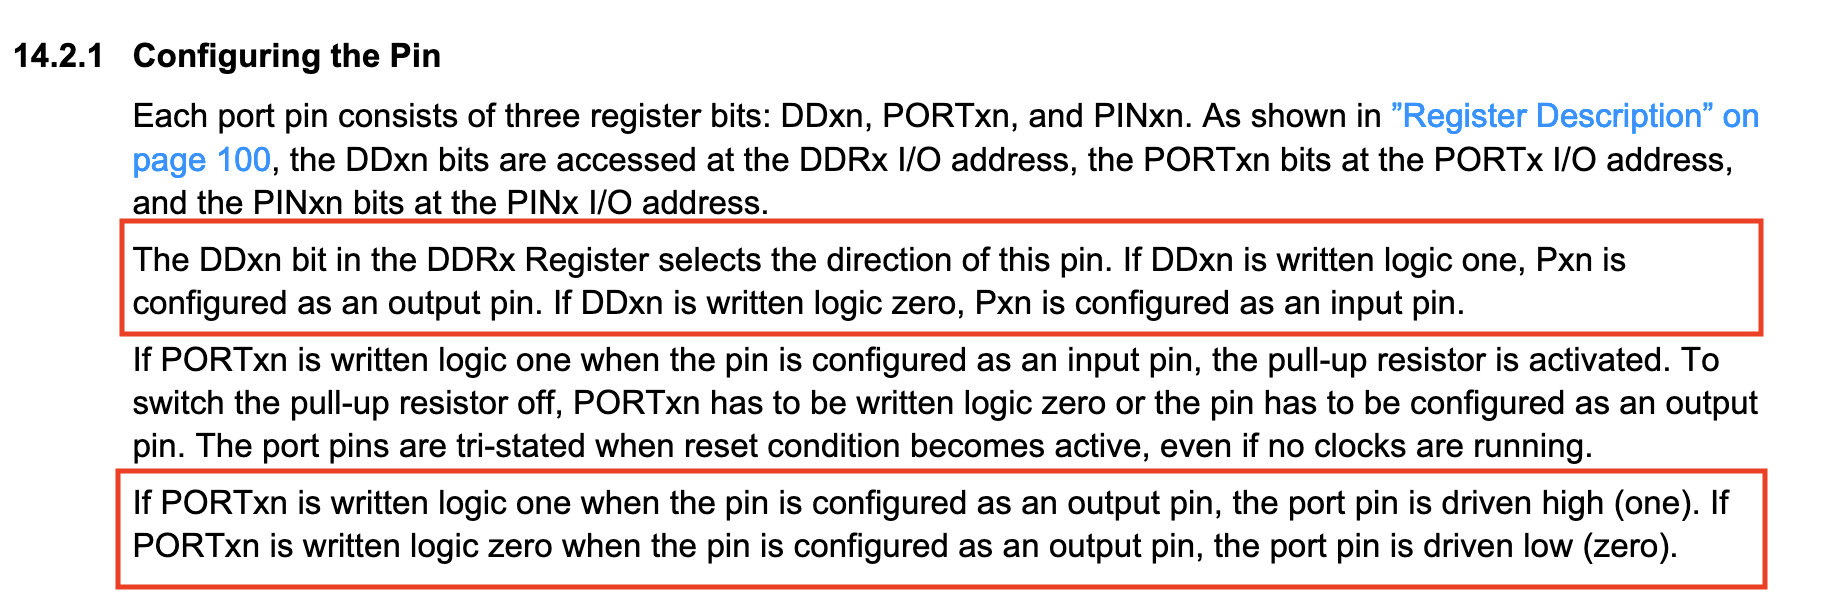 14.2.1 Configuring the Pin
Each port pin consists of three register bits: DDxn, PORTxn, and PINxn. As shown in ”Register Description” on
page 100, the DDxn bits are accessed at the DDRx I/O address, the PORTxn bits at the PORTx I/O address,
and the PINxn bits at the PINx I/O address.
The DDxn bit in the DDRx Register selects the direction of this pin. If DDxn is written logic one, Pxn is
configured as an output pin. If DDxn is written logic zero, Pxn is configured as an input pin.
If PORTxn is written logic one when the pin is configured as an input pin, the pull-up resistor is activated. To
switch the pull-up resistor off, PORTxn has to be written logic zero or the pin has to be configured as an output
pin. The port pins are tri-stated when reset condition becomes active, even if no clocks are running.
If PORTxn is written logic one when the pin is configured as an output pin, the port pin is driven high (one). If
PORTxn is written logic zero when the pin is configured as an output pin, the port pin is driven low (zero).